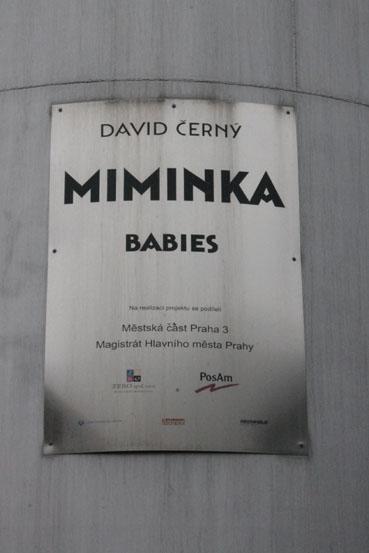 DAVID ČERNÝ
MIMINKA
BABIES
Na realizaci projektu se podíleli
Městská část Praha 3
Magistrát Hlavního města Prahy
PosAm